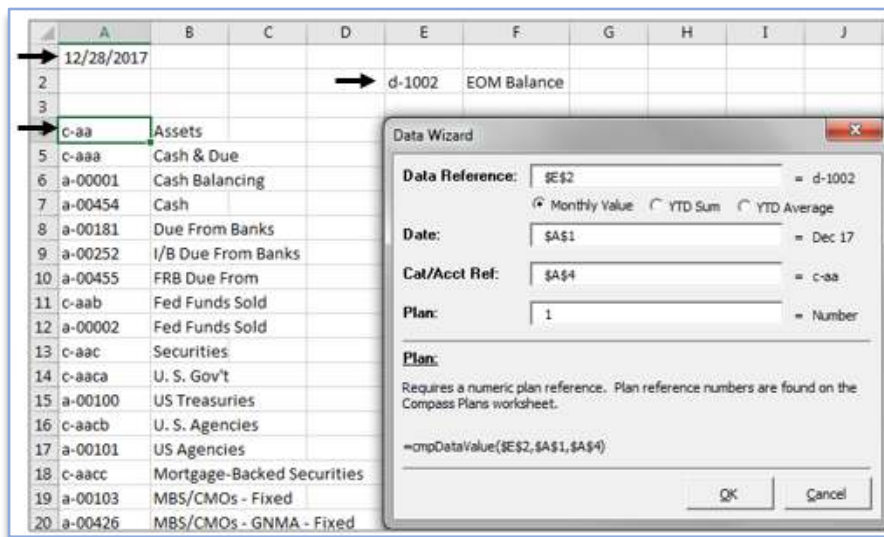 A B C D E F G H I J
12/28/2017
2 d-1002 EOM Balance
3
c-aa Assets
5 c-aaa Cash & Due
6 a-00001 Cash Balancing
7 a-00454 Cash
8 a-00181 Due From Banks
9 a-00252 I/B Due From Banks
10 a-00455 FRB Due From
11 c-aab Fed Funds Sold
12 a-00002 Fed Funds Sold
13 c-aac Securities
14 c-aaca U. S. Gov't
15 a-00100 US Treasuries
16 c-aacb U. S. Agencies
17 a-00101 US Agencies
18 c-aacc Mortgage-Backed Securities
19 a-00103 MBS/CMOs - Fixed
20 a-00426 MBS/CMOs - GNMA - Fixed
Data Wizard
Data Reference: $E$2 = d-1002
Monthly Value YTD Sum YTD Average
Date: $A$1 = Dec 17
Cat/Acct Ref: $A$4 = c-aa
Plan: 1 = Number
Plan:
Requires a numeric plan reference. Plan reference numbers are found on the
Compass Plans worksheet.
=cmpDataValue($E$2,$A$1,$A$4)
OK Cancel